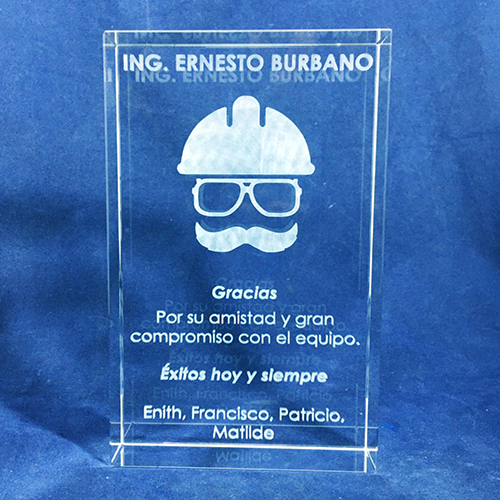 ING. ERNESTO BURBANO
Gracias
Por su amistad y gran
compromiso con el equipo.
Éxitos hoy y siempre
Enith, Francisco, Patricio,
Matilde